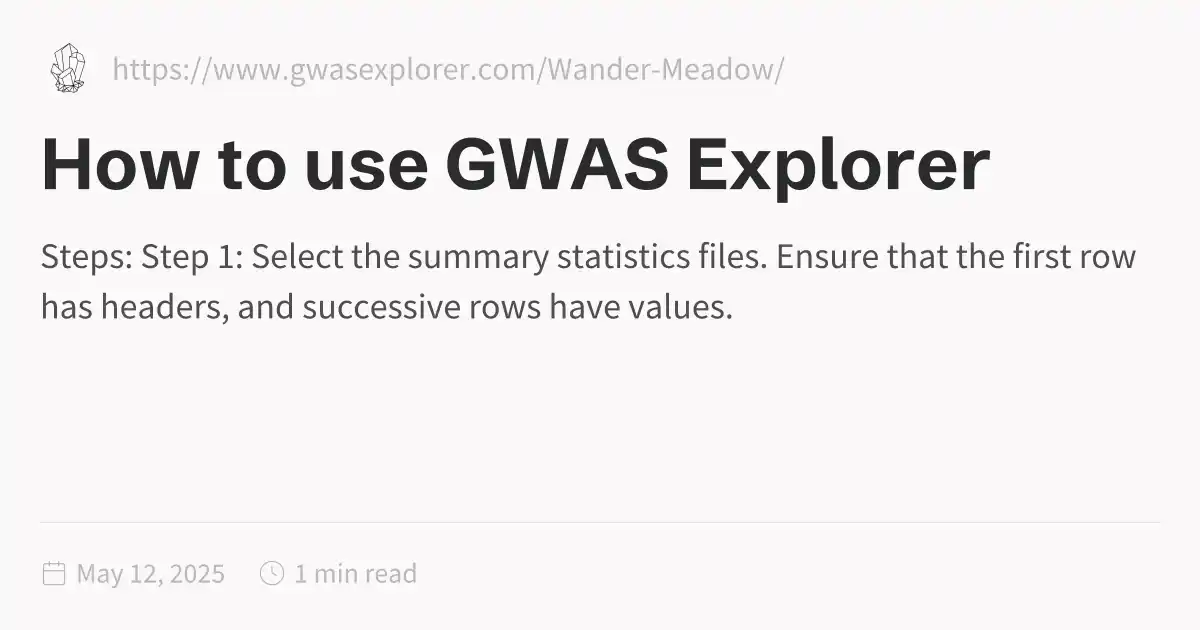 https://www.gwasexplorer.com/Wander-Meadow/
How to use GWAS Explorer
Steps: Step 1: Select the summary statistics files. Ensure that the first row
has headers, and successive rows have values.
May 12, 2025 1 min read